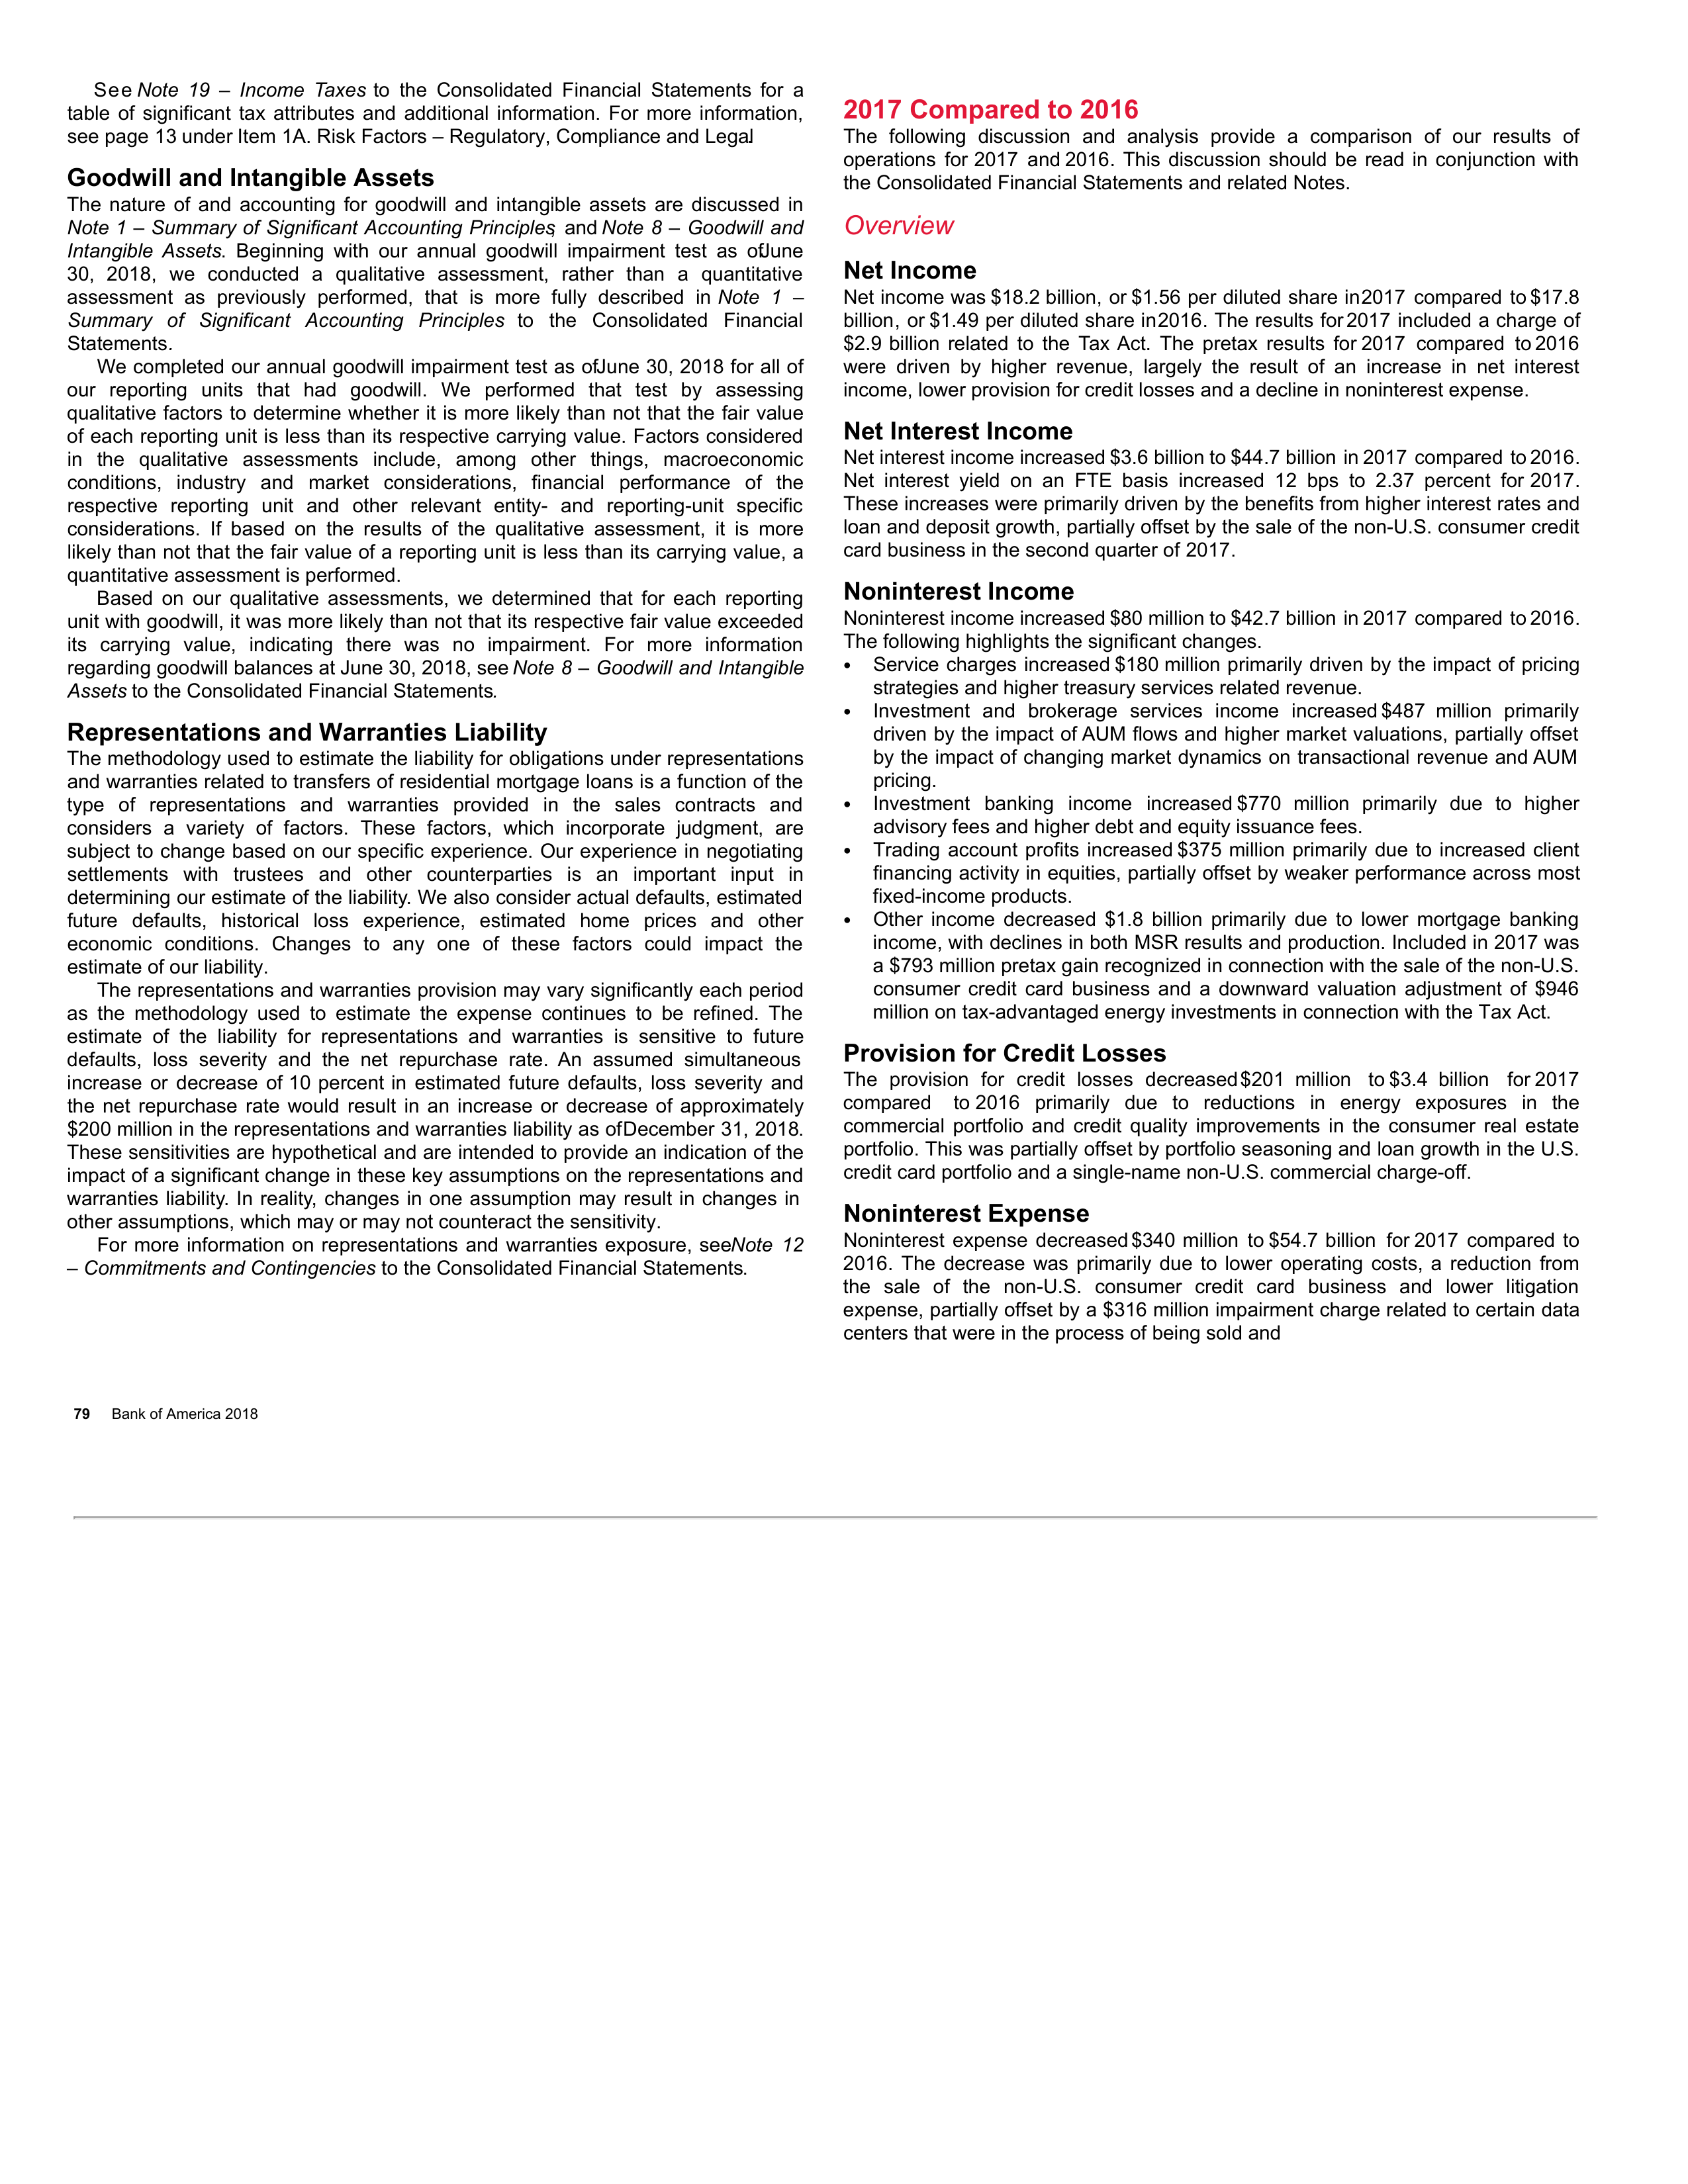 See Note 19 – Income Taxes to the Consolidated Financial Statements for a
table of significant tax attributes and additional information. For more information,
see page 13 under Item 1A. Risk Factors – Regulatory, Compliance and Legal.
Goodwill and Intangible Assets
The nature of and accounting for goodwill and intangible assets are discussed in
Note 1 – Summary of Significant Accounting Principles, and Note 8 – Goodwill and
Intangible Assets. Beginning with our annual goodwill impairment test as of June
30, 2018, we conducted a qualitative assessment, rather than a quantitative
assessment as previously performed, that is more fully described in Note 1 –
Summary of Significant Accounting Principles to the Consolidated Financial
Statements.
We completed our annual goodwill impairment test as of June 30, 2018 for all of
our reporting units that had goodwill. We performed that test by assessing
qualitative factors to determine whether it is more likely than not that the fair value
of each reporting unit is less than its respective carrying value. Factors considered
in the qualitative assessments include, among other things, macroeconomic
conditions, industry and market considerations, financial performance of the
respective reporting unit and other relevant entity- and reporting-unit specific
considerations. If based on the results of the qualitative assessment, it is more
likely than not that the fair value of a reporting unit is less than its carrying value, a
quantitative assessment is performed.
Based on our qualitative assessments, we determined that for each reporting
unit with goodwill, it was more likely than not that its respective fair value exceeded
its carrying value, indicating there was no impairment. For more information
regarding goodwill balances at June 30, 2018, see Note 8 – Goodwill and Intangible
Assets to the Consolidated Financial Statements.
Representations and Warranties Liability
The methodology used to estimate the liability for obligations under representations
and warranties related to transfers of residential mortgage loans is a function of the
type of representations and warranties provided in the sales contracts and
considers a variety of factors. These factors, which incorporate judgment, are
subject to change based on our specific experience. Our experience in negotiating
settlements with trustees and other counterparties is an important input in
determining our estimate of the liability. We also consider actual defaults, estimated
future defaults, historical loss experience, estimated home prices and other
economic conditions. Changes to any one of these factors could impact the
estimate of our liability.
The representations and warranties provision may vary significantly each period
as the methodology used to estimate the expense continues to be refined. The
estimate of the liability for representations and warranties is sensitive to future
defaults, loss severity and the net repurchase rate. An assumed simultaneous
increase or decrease of 10 percent in estimated future defaults, loss severity and
the net repurchase rate would result in an increase or decrease of approximately
$200 million in the representations and warranties liability as of December 31, 2018.
These sensitivities are hypothetical and are intended to provide an indication of the
impact of a significant change in these key assumptions on the representations and
warranties liability. In reality, changes in one assumption may result in changes in
other assumptions, which may or may not counteract the sensitivity.
For more information on representations and warranties exposure, see Note 12
– Commitments and Contingencies to the Consolidated Financial Statements.
2017 Compared to 2016
The following discussion and analysis provide a comparison of our results of
operations for 2017 and 2016. This discussion should be read in conjunction with
the Consolidated Financial Statements and related Notes.
Overview
Net Income
Net income was $18.2 billion, or $1.56 per diluted share in 2017 compared to $17.8
billion, or $1.49 per diluted share in 2016. The results for 2017 included a charge of
$2.9 billion related to the Tax Act. The pretax results for 2017 compared to 2016
were driven by higher revenue, largely the result of an increase in net interest
income, lower provision for credit losses and a decline in noninterest expense.
Net Interest Income
Net interest income increased $3.6 billion to $44.7 billion in 2017 compared to 2016.
Net interest yield on an FTE basis increased 12 bps to 2.37 percent for 2017.
These increases were primarily driven by the benefits from higher interest rates and
loan and deposit growth, partially offset by the sale of the non-U.S. consumer credit
card business in the second quarter of 2017.
Noninterest Income
Noninterest income increased $80 million to $42.7 billion in 2017 compared to 2016.
The following highlights the significant changes.
• Service charges increased $180 million primarily driven by the impact of pricing
strategies and higher treasury services related revenue.
• Investment and brokerage services income increased $487 million primarily
driven by the impact of AUM flows and higher market valuations, partially offset
by the impact of changing market dynamics on transactional revenue and AUM
pricing.
• Investment banking income increased $770 million primarily due to higher
advisory fees and higher debt and equity issuance fees.
• Trading account profits increased $375 million primarily due to increased client
financing activity in equities, partially offset by weaker performance across most
fixed-income products.
• Other income decreased $1.8 billion primarily due to lower mortgage banking
income, with declines in both MSR results and production. Included in 2017 was
a $793 million pretax gain recognized in connection with the sale of the non-U.S.
consumer credit card business and a downward valuation adjustment of $946
million on tax-advantaged energy investments in connection with the Tax Act.
Provision for Credit Losses
The provision for credit losses decreased $201 million to $3.4 billion for 2017
compared to 2016 primarily due to reductions in energy exposures in the
commercial portfolio and credit quality improvements in the consumer real estate
portfolio. This was partially offset by portfolio seasoning and loan growth in the U.S.
credit card portfolio and a single-name non-U.S. commercial charge-off.
Noninterest Expense
Noninterest expense decreased $340 million to $54.7 billion for 2017 compared to
2016. The decrease was primarily due to lower operating costs, a reduction from
the sale of the non-U.S. consumer credit card business and lower litigation
expense, partially offset by a $316 million impairment charge related to certain data
centers that were in the process of being sold and
79 Bank of America 2018